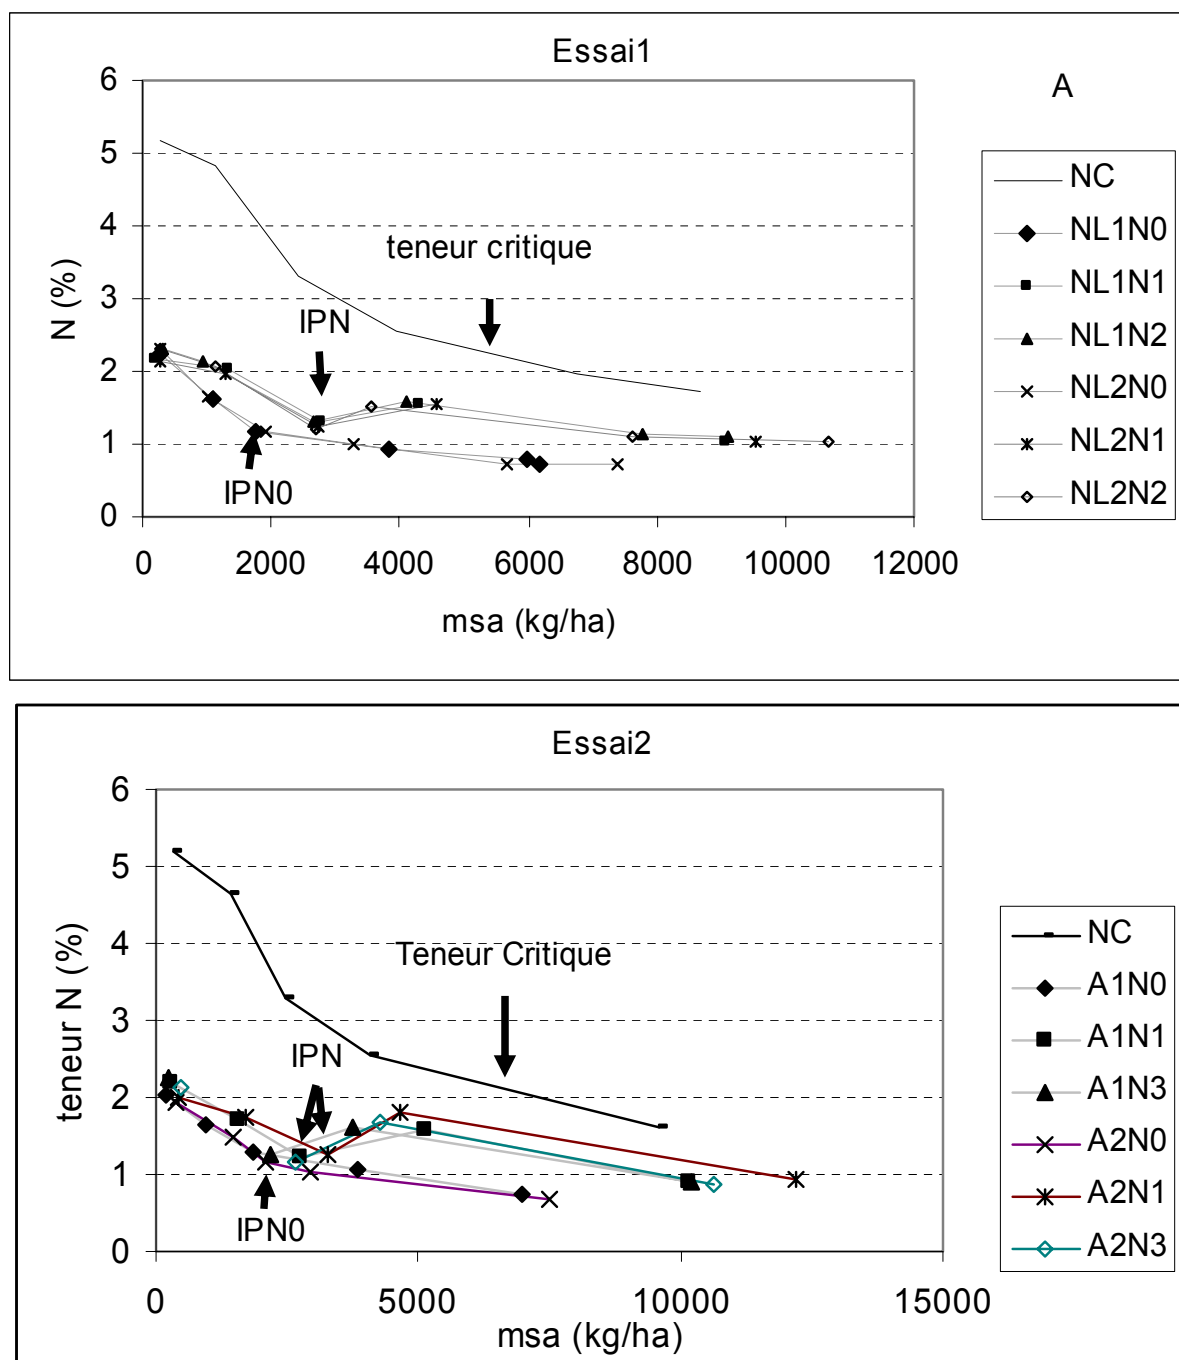 Essai1
A
6
5
4
3
2
1
0
N (%)
teneur critique
IPN
IPN0
0 2000 4000 6000 8000 10000 12000
msa (kg/ha)
NC
NL1N0
NL1N1
NL1N2
NL2N0
NL2N1
NL2N2
Essai2
6
5
4
3
2
1
0
teneur N (%)
Teneur Critique
IPN
IPN0
0 5000 10000 15000
msa (kg/ha)
NC
A1N0
A1N1
A1N3
A2N0
A2N1
A2N3